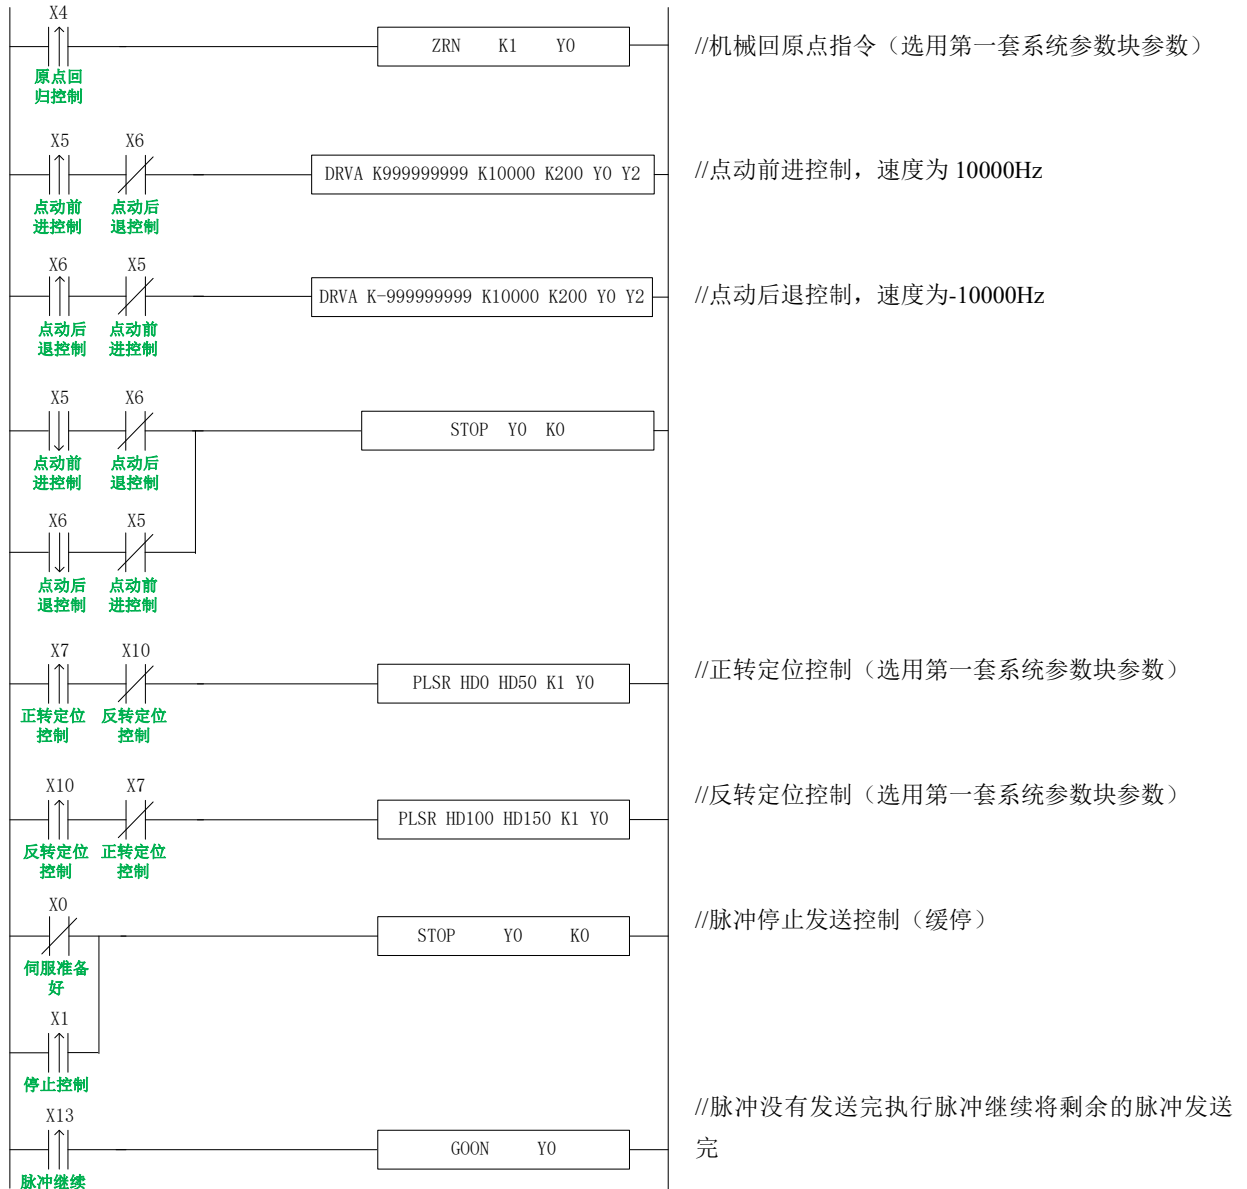 X4
ZRN K1 Y0
//机械回原点指令（选用第一套系统参数块参数）
原点回
归控制
X5 X6
DRVA K999999999 K10000 K200 Y0 Y2
//点动前进控制，速度为 10000Hz
点动前 点动后
进控制 退控制
X6 X5
DRVA K-999999999 K10000 K200 Y0 Y2
//点动后退控制，速度为-10000Hz
点动后 点动前
退控制 进控制
X5 X6
STOP Y0 K0
点动前 点动后
进控制 退控制
X6 X5
点动后 点动前
退控制 进控制
X7 X10
PLSR HD0 HD50 K1 Y0
//正转定位控制（选用第一套系统参数块参数）
正转定位 反转定位
控制 控制
X10 X7
PLSR HD100 HD150 K1 Y0
//反转定位控制（选用第一套系统参数块参数）
反转定位 正转定位
控制 控制
X0
STOP Y0 K0
//脉冲停止发送控制（缓停）
伺服准备
好
X1
停止控制
X13
GOON Y0
//脉冲没有发送完执行脉冲继续将剩余的脉冲发送
完
脉冲继续